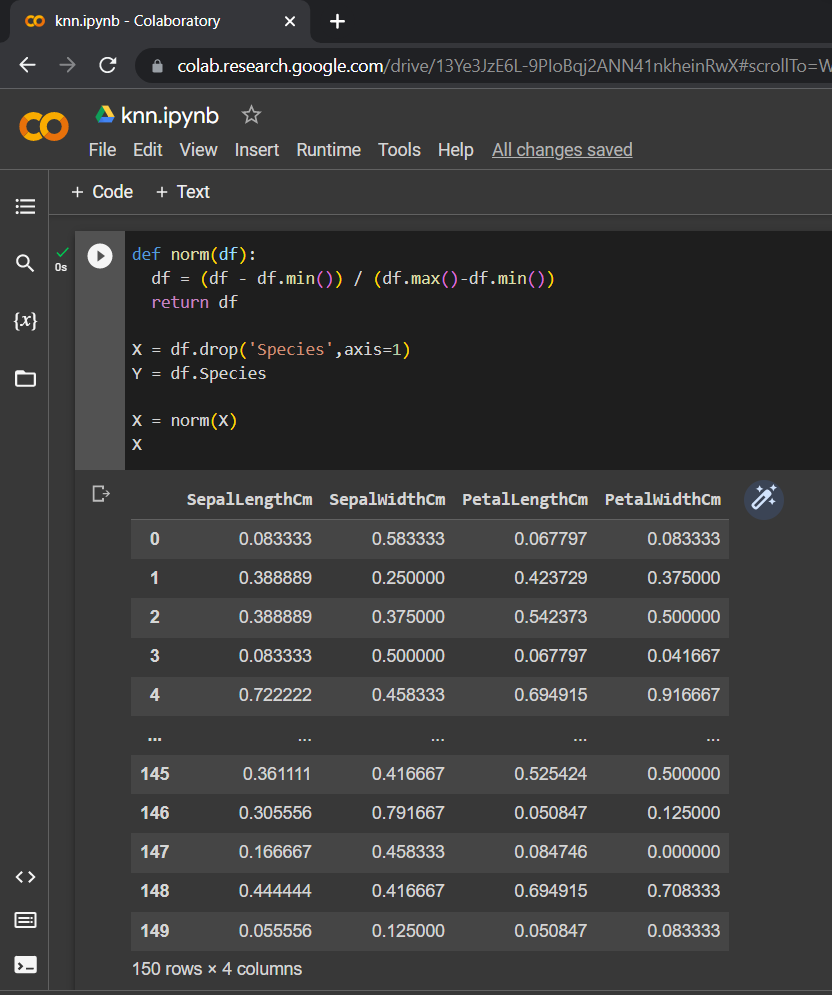 knn.ipynb - Colaboratory
colab.research.google.com/drive/13Ye3JzE6L-9PIoBqj2ANN41nkheinRwX#scrollTo=W
knn.ipynb
File Edit View Insert Runtime Tools Help All changes saved
+ Code + Text
0s
def norm(df):
  df = (df - df.min()) / (df.max()-df.min())
  return df
X = df.drop('Species',axis=1)
Y = df.Species
X = norm(X)
X
{x}
SepalLengthCm SepalWidthCm PetalLengthCm PetalWidthCm
0 0.083333 0.583333 0.067797 0.083333
1 0.388889 0.250000 0.423729 0.375000
2 0.388889 0.375000 0.542373 0.500000
3 0.083333 0.500000 0.067797 0.041667
4 0.722222 0.458333 0.694915 0.916667
... ... ... ... ...
145 0.361111 0.416667 0.525424 0.500000
146 0.305556 0.791667 0.050847 0.125000
147 0.166667 0.458333 0.084746 0.000000
148 0.444444 0.416667 0.694915 0.708333
149 0.055556 0.125000 0.050847 0.083333
150 rows × 4 columns